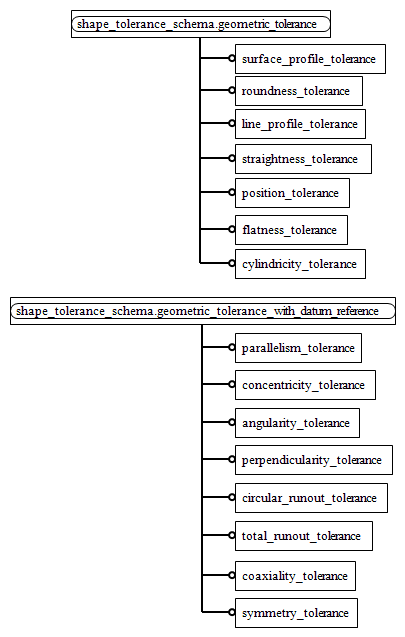 shape_tolerance_schema.geometric_tolerance
surface_profile_tolerance
roundness_tolerance
line_profile_tolerance
straightness_tolerance
position_tolerance
flatness_tolerance
cylindricity_tolerance
shape_tolerance_schema.geometric_tolerance_with_datum_reference
parallelism_tolerance
concentricity_tolerance
angularity_tolerance
perpendicularity_tolerance
circular_runout_tolerance
total_runout_tolerance
coaxiality_tolerance
symmetry_tolerance